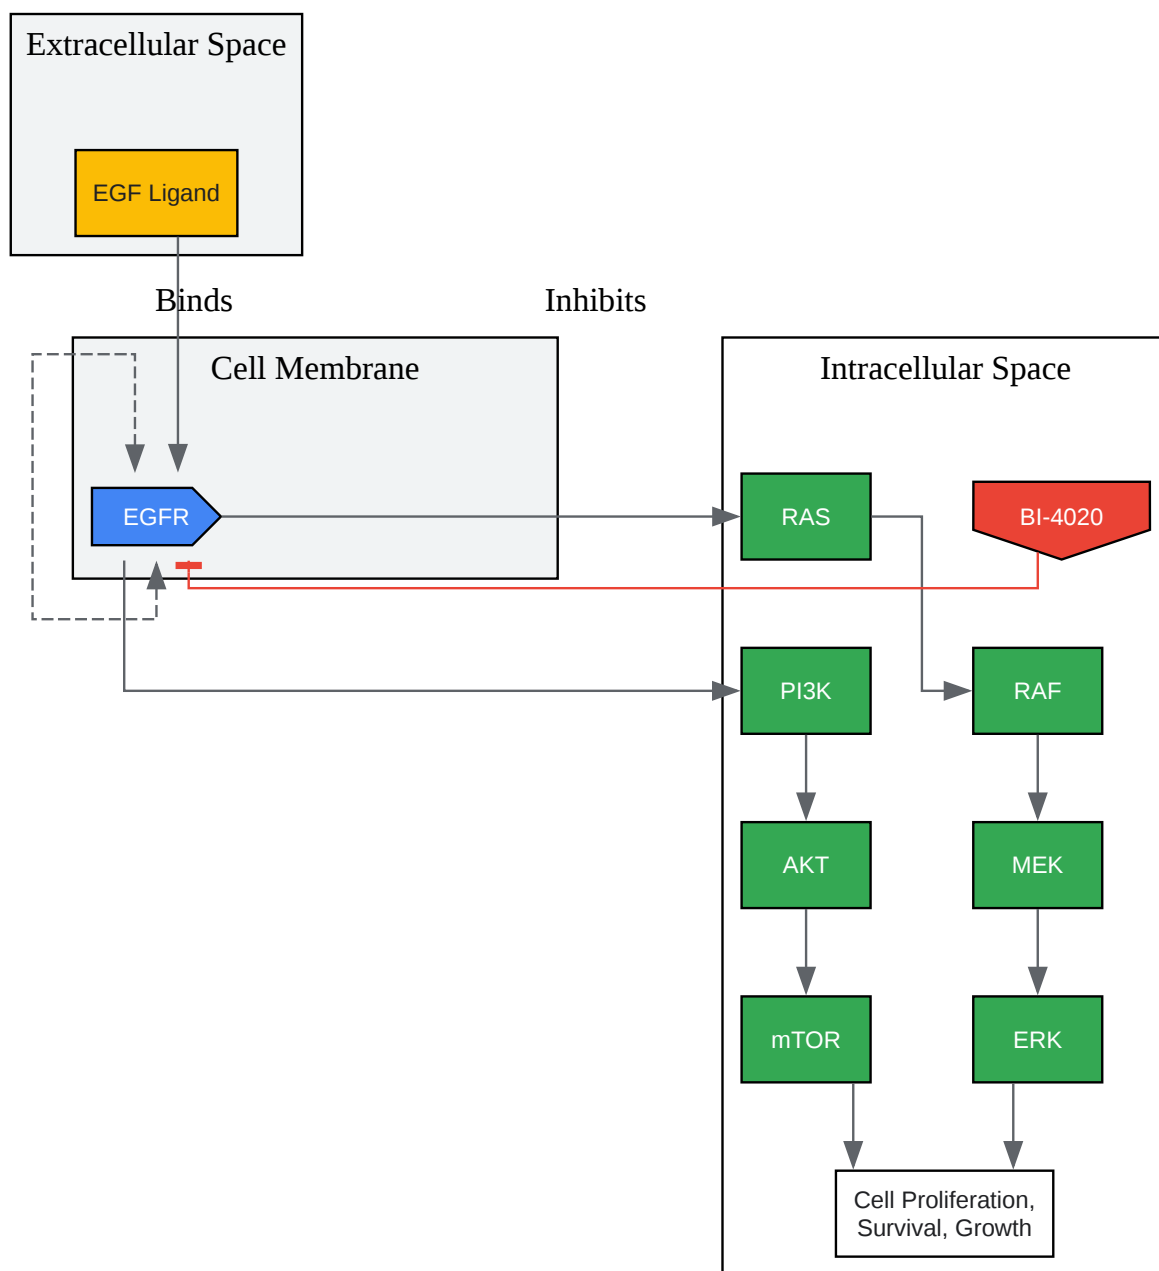 Extracellular Space
EGF Ligand
Binds
Inhibits
Cell Membrane
Intracellular Space
EGFR
RAS
BI-4020
PI3K
RAF
AKT
MEK
mTOR
ERK
Cell Proliferation,
Survival, Growth